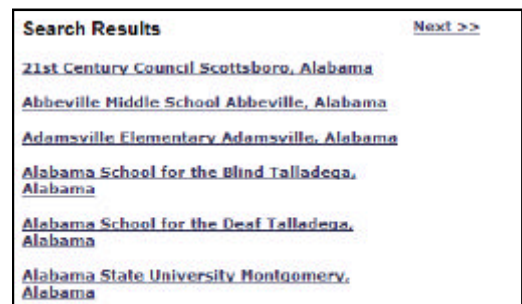 Search Results Next >>
21st Century Council Scottsboro, Alabama
Abbeville Middle School Abbeville, Alabama
Adamsville Elementary Adamsville, Alabama
Alabama School for the Blind Talladega,
Alabama
Alabama School for the Deaf Talladega,
Alabama
Alabama State University Montgomery,
Alabama